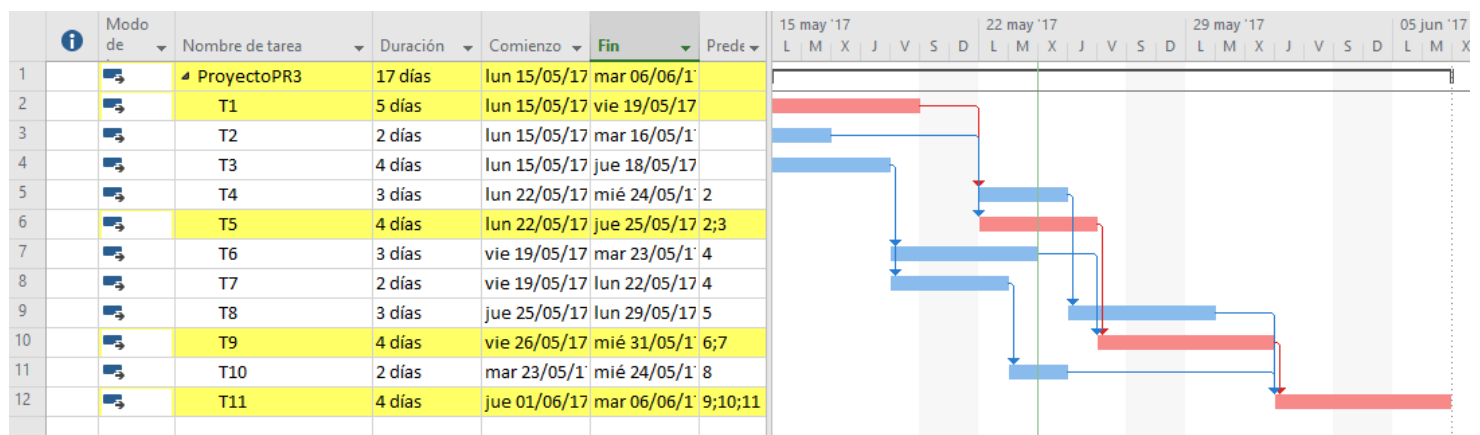 Modo de Nombre de tarea Duración Comienzo Fin Prede 15 may '17 22 may '17 29 may '17 05 jun '17
L M X J V S D L M X J V S D L M X J V S D L M X
1 ProyectoPR3 17 días lun 15/05/17 mar 06/06/1
2 T1 5 días lun 15/05/17 vie 19/05/17
3 T2 2 días lun 15/05/17 mar 16/05/1
4 T3 4 días lun 15/05/17 jue 18/05/17
5 T4 3 días lun 22/05/17 mié 24/05/1 2
6 T5 4 días lun 22/05/17 jue 25/05/17 2;3
7 T6 3 días vie 19/05/17 mar 23/05/1 4
8 T7 2 días vie 19/05/17 lun 22/05/17 4
9 T8 3 días jue 25/05/17 lun 29/05/17 5
10 T9 4 días vie 26/05/17 mié 31/05/1 6;7
11 T10 2 días mar 23/05/1 mié 24/05/1 8
12 T11 4 días jue 01/06/17 mar 06/06/1 9;10;11